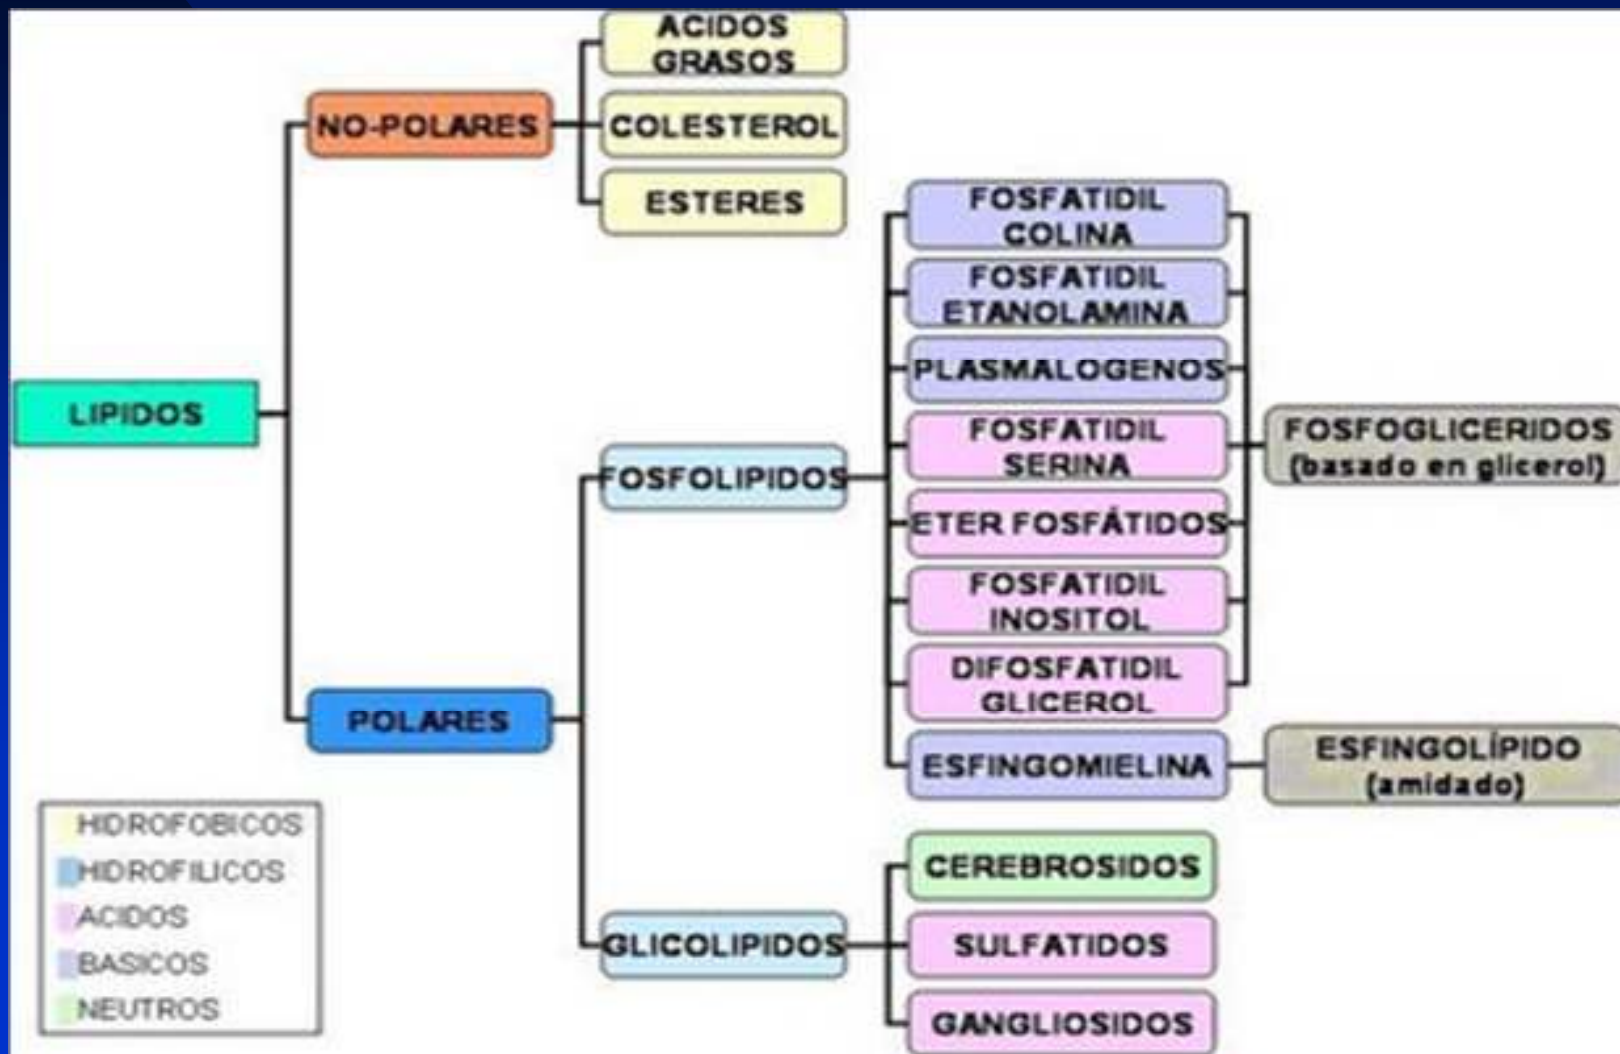 ACIDOS
GRASOS
NO-POLARES
COLESTEROL
ESTERES
LIPIDOS
POLARES
FOSFOLIPIDOS
GLICOLIPIDOS
FOSFATIDIL
COLINA
FOSFATIDIL
ETANOLAMINA
PLASMALOGENOS
FOSFATIDIL
SERINA
ETER FOSFÁTIDOS
FOSFATIDIL
INOSITOL
DIFOSFATIDIL
GLICEROL
ESFINGOMIELINA
FOSFOGLICERIDOS
(basado en glicerol)
ESFINGOLÍPIDO
(amidado)
CEREBROSIDOS
SULFATIDOS
GANGLIOSIDOS
HIDROFOBICOS
HIDROFILICOS
ACIDOS
BASICOS
NEUTROS